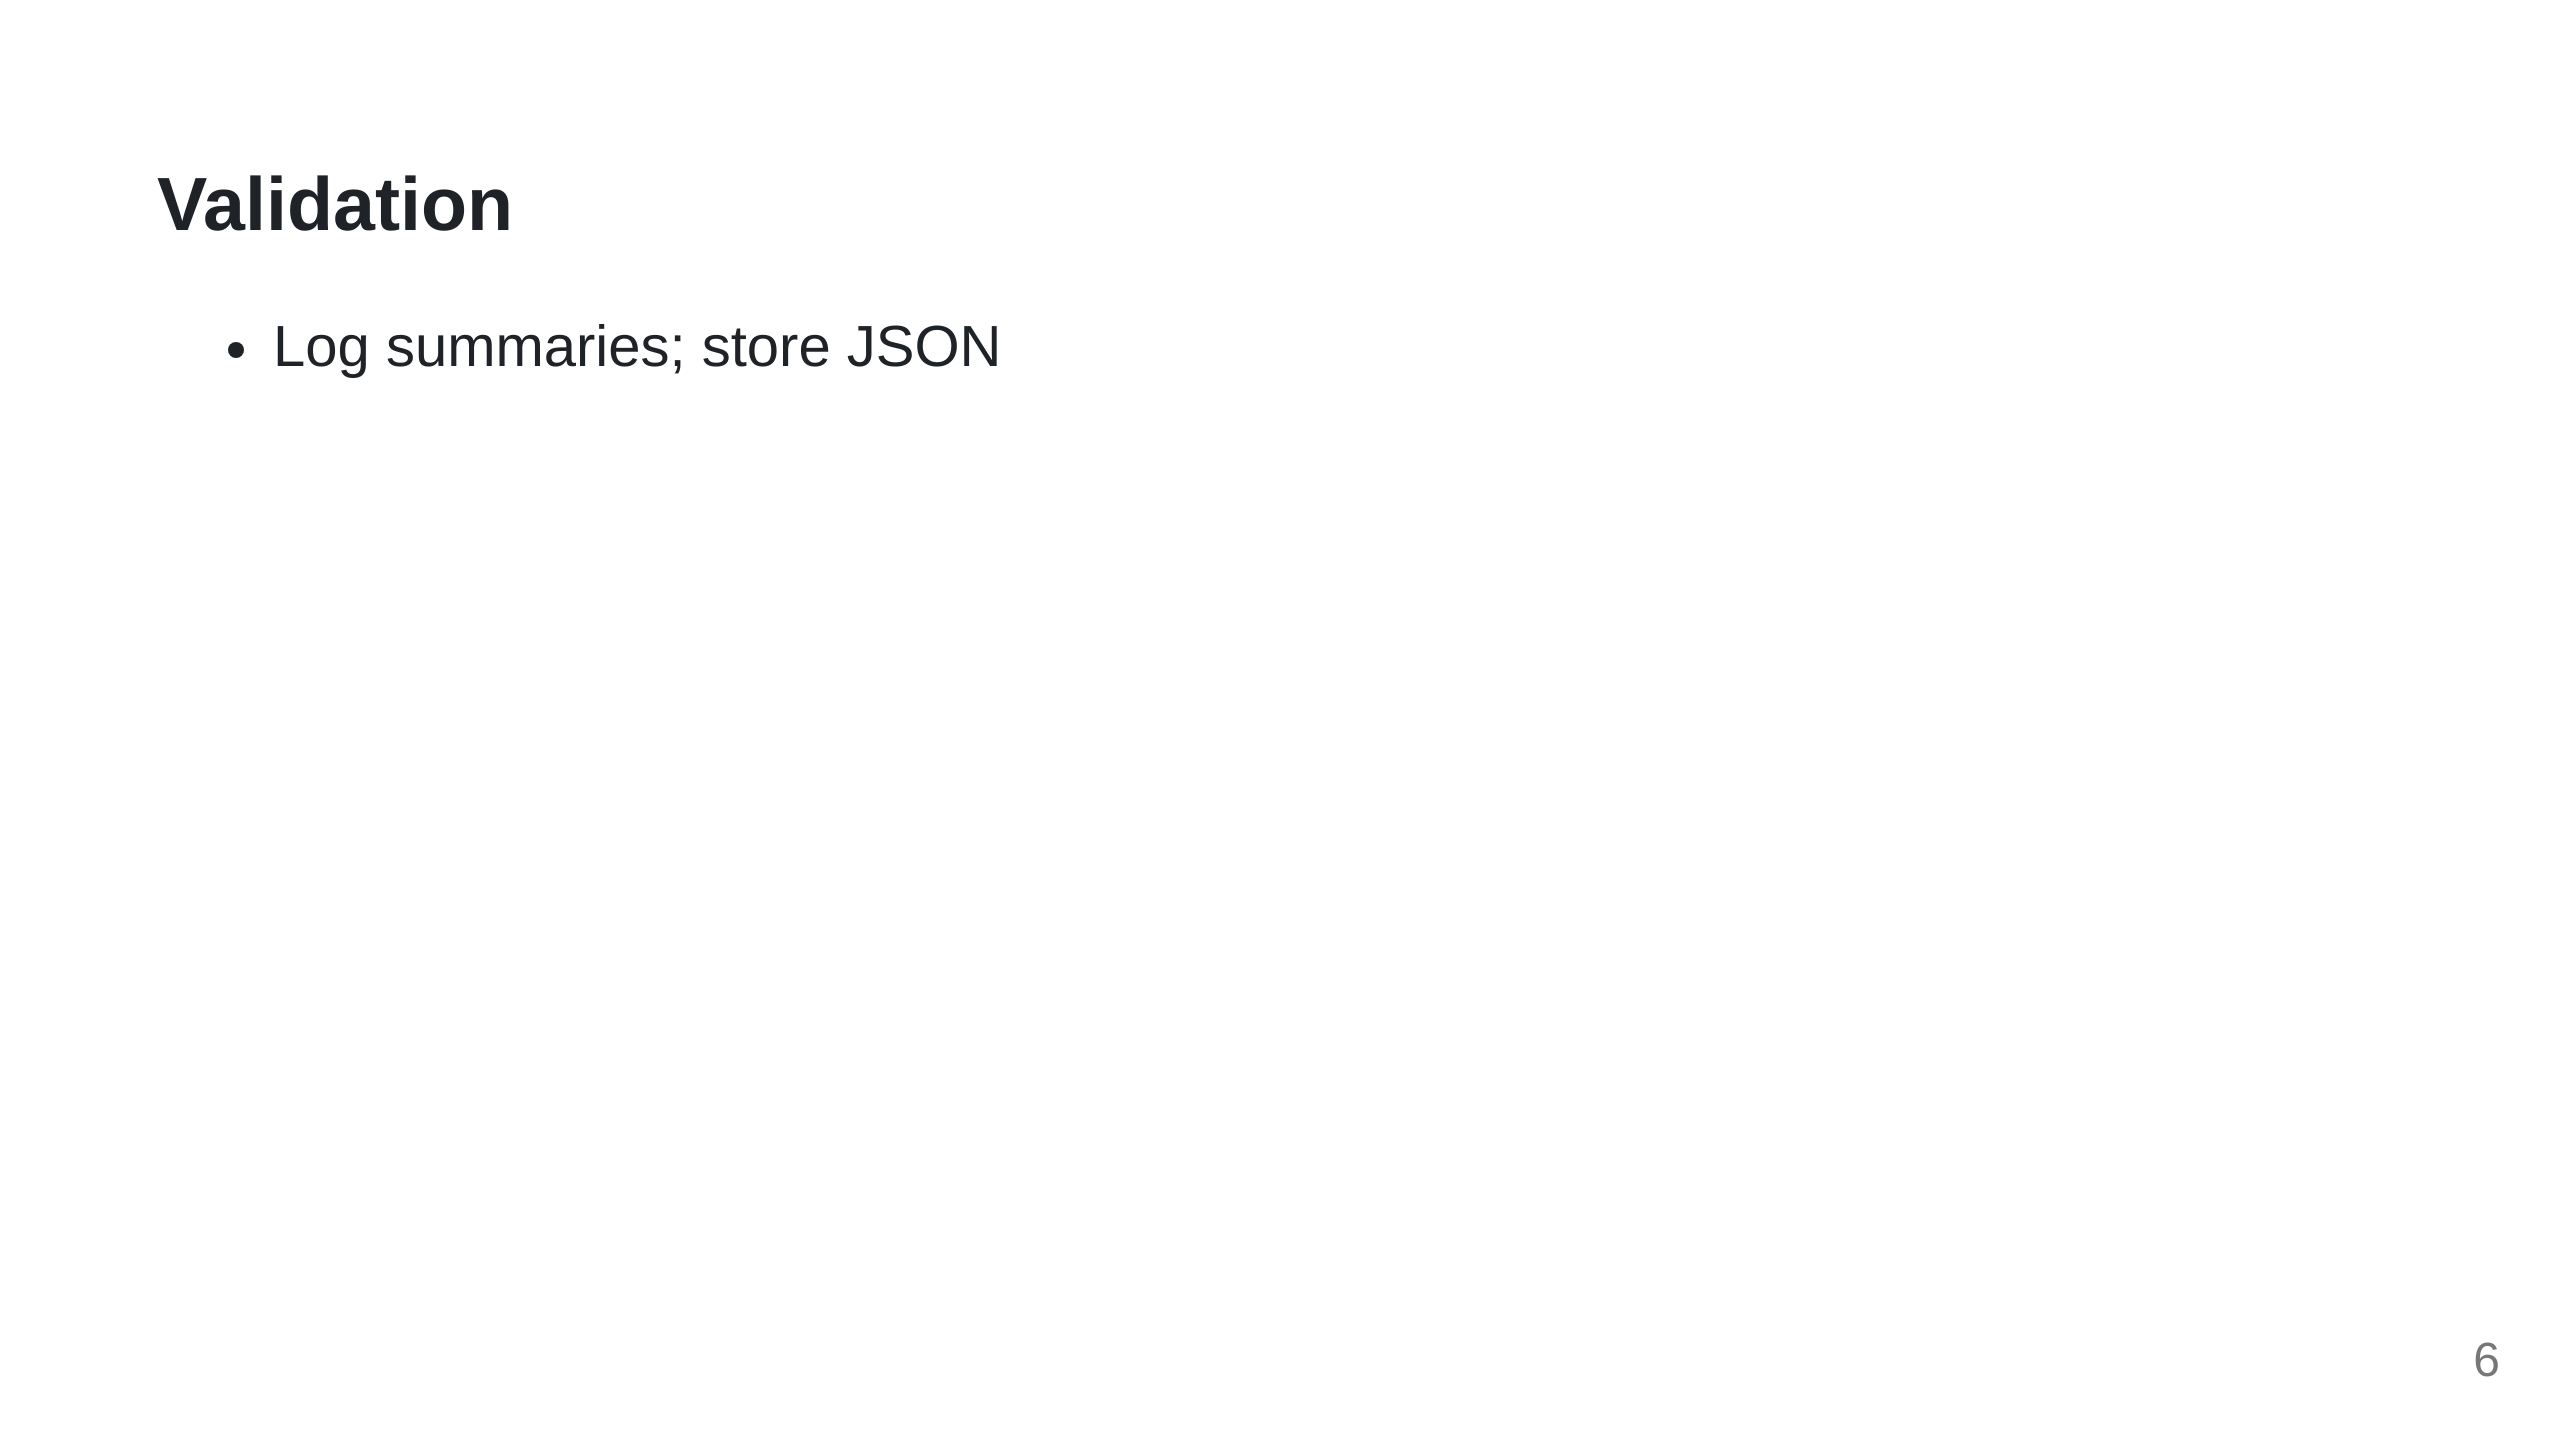 Validation
• Log summaries; store JSON
6